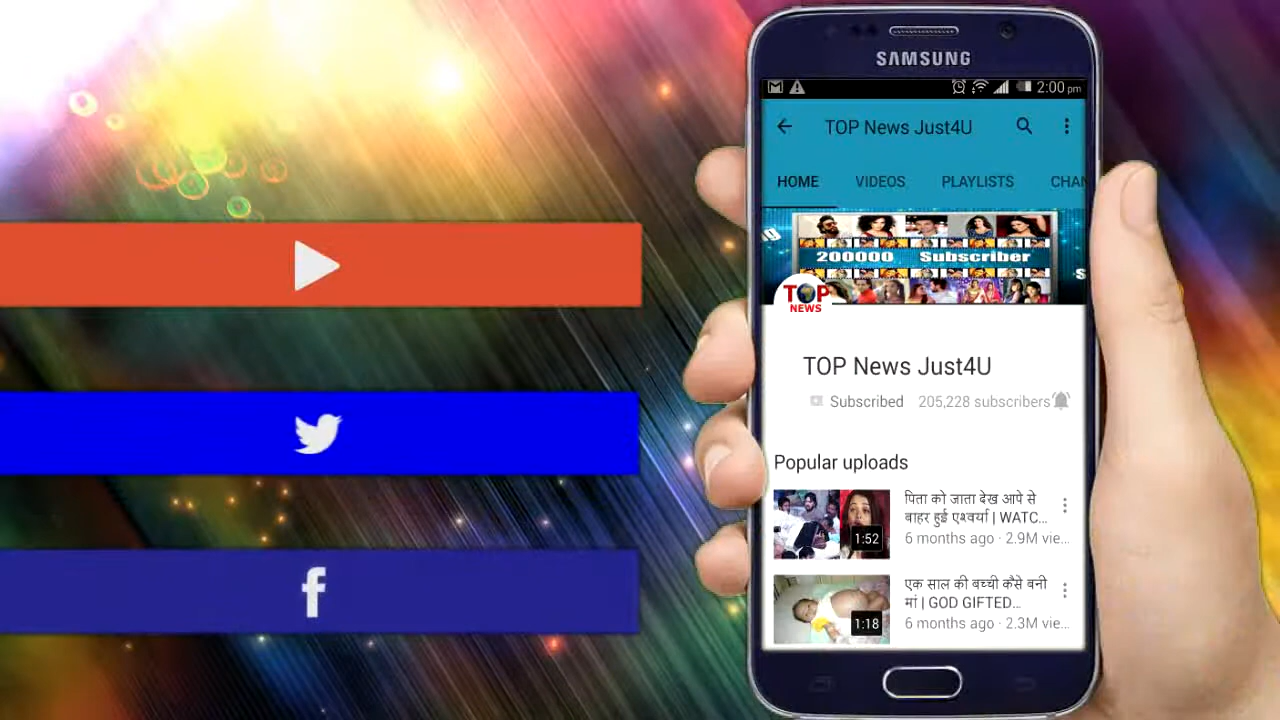 SAMSUNG
2:00 pm
TOP News Just4U
HOME VIDEOS PLAYLISTS CHAN
200000 Subscriber
TOP
NEWS
TOP News Just4U
Subscribed 205,228 subscribers
Popular uploads
पिता को जाता देख आपे से
बाहर हुई एश्वर्या | WATC...
6 months ago · 2.9M vie...
1:52
एक साल की बच्ची कैसे बनी
मां | GOD GIFTED...
6 months ago · 2.3M vie...
1:18